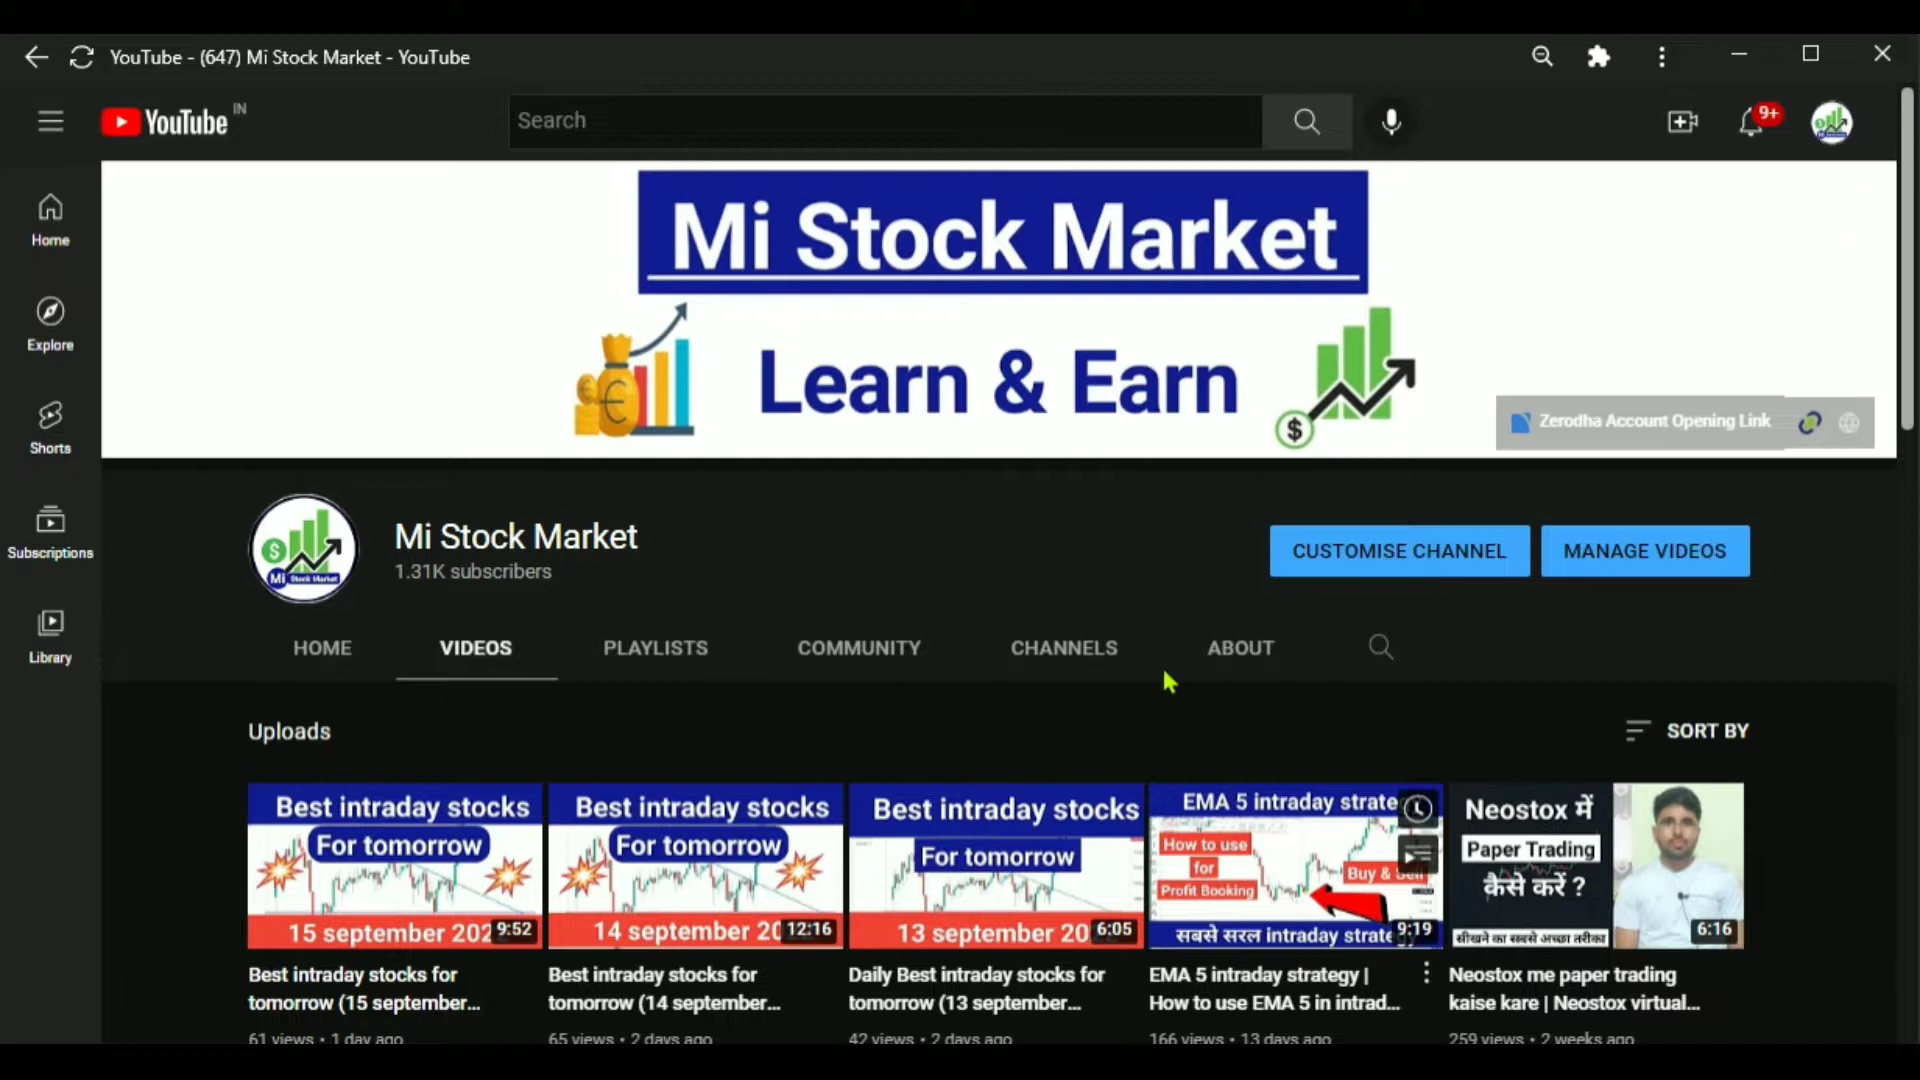 YouTube - (647) Mi Stock Market - YouTube
YouTube IN
Search
9+
Home
Explore
Shorts
Subscriptions
Library
Mi Stock Market
Learn & Earn
Zerodha Account Opening Link
Mi Stock Market
Mi Stock Market
1.31K subscribers
CUSTOMISE CHANNEL
MANAGE VIDEOS
HOME
VIDEOS
PLAYLISTS
COMMUNITY
CHANNELS
ABOUT
Uploads
SORT BY
Best intraday stocks
For tomorrow
15 september 202
9:52
Best intraday stocks for
tomorrow (15 september...
61 views • 1 day ago
Best intraday stocks
For tomorrow
14 september 20
12:16
Best intraday stocks for
tomorrow (14 september...
65 views • 2 days ago
Best intraday stocks
For tomorrow
13 september 20
6:05
Daily Best intraday stocks for
tomorrow (13 september...
42 views • 2 days ago
EMA 5 intraday strate
How to use
for
Profit Booking
Buy & Sell
सबसे सरल intraday strate
9:19
EMA 5 intraday strategy |
How to use EMA 5 in intrad...
166 views • 13 days ago
Neostox में
Paper Trading
कैसे करें ?
सीखने का सबसे अच्छा तरीका
6:16
Neostox me paper trading
kaise kare | Neostox virtual...
259 views • 2 weeks ago